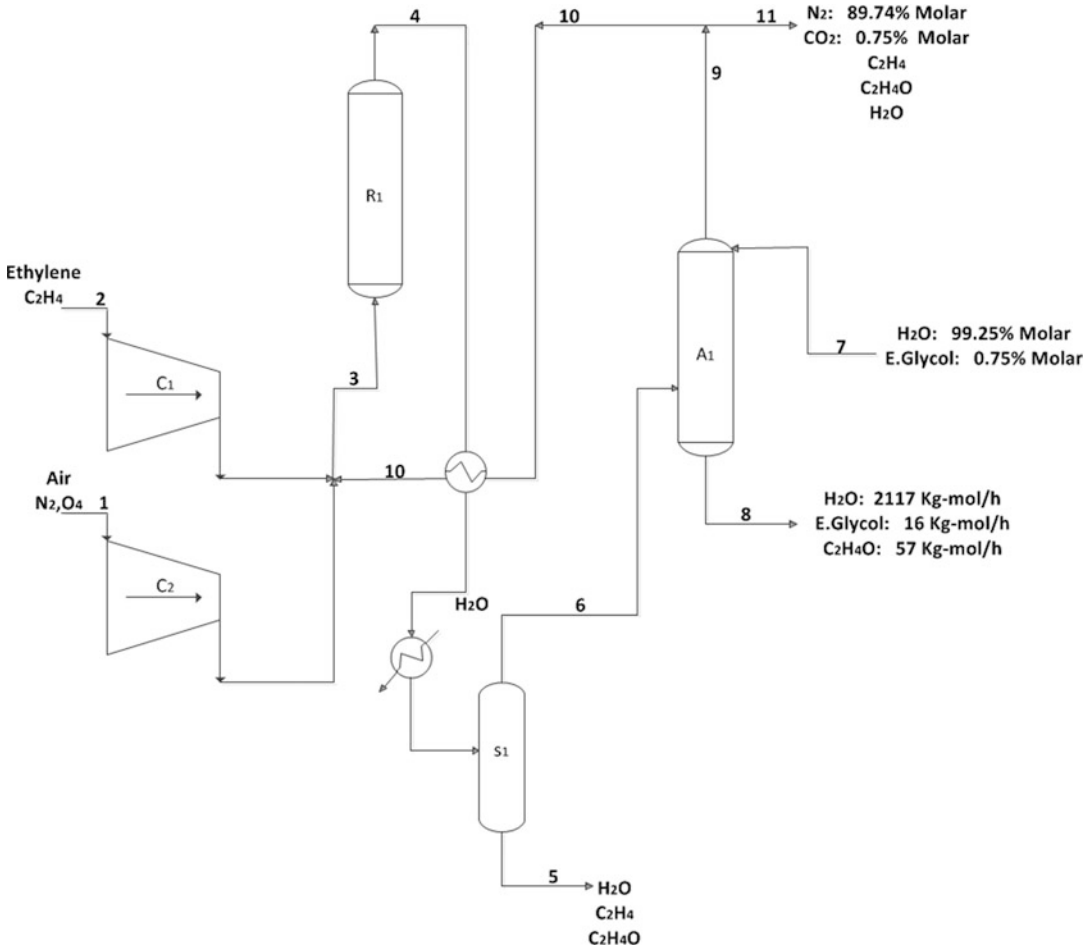 4
10
11
N₂: 89.74% Molar
CO₂: 0.75% Molar
C₂H₄
C₂H₄O
H₂O
9
R₁
Ethylene
C₂H₄
2
C₁
3
A₁
7
H₂O: 99.25% Molar
E.Glycol: 0.75% Molar
10
Air
N₂,O₄
1
C₂
8
H₂O: 2117 Kg-mol/h
E.Glycol: 16 Kg-mol/h
C₂H₄O: 57 Kg-mol/h
H₂O
6
S₁
5
H₂O
C₂H₄
C₂H₄O